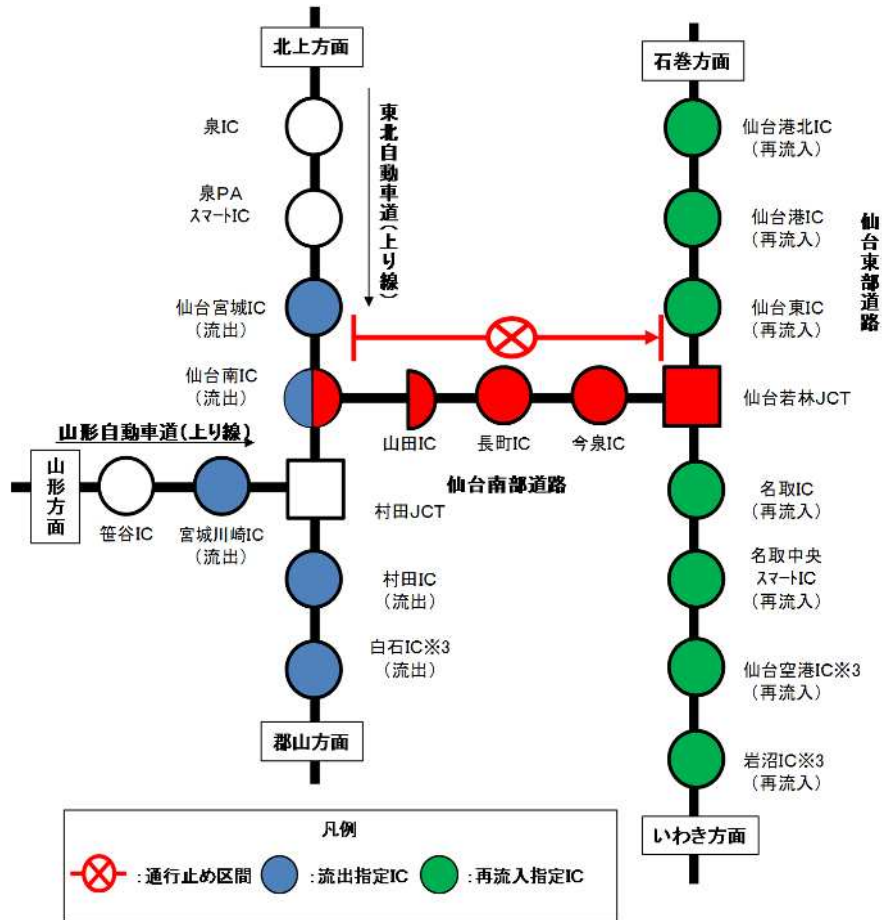 北上方面
石巻方面
泉IC
東北自動車道(上り線)
仙台港北IC
(再流入)
泉PA
スマートIC
仙台港IC
(再流入)
仙台東部道路
仙台宮城IC
(流出)
仙台東IC
(再流入)
仙台南IC
(流出)
仙台若林JCT
山田IC
長町IC
今泉IC
山形自動車道(上り線)
仙台南部道路
山形方面
笹谷IC
宮城川崎IC
(流出)
村田JCT
名取IC
(再流入)
村田IC
(流出)
名取中央
スマートIC
(再流入)
白石IC※3
(流出)
仙台空港IC※3
(再流入)
郡山方面
岩沼IC※3
(再流入)
いわき方面
凡例
:通行止め区間
:流出指定IC
:再流入指定IC